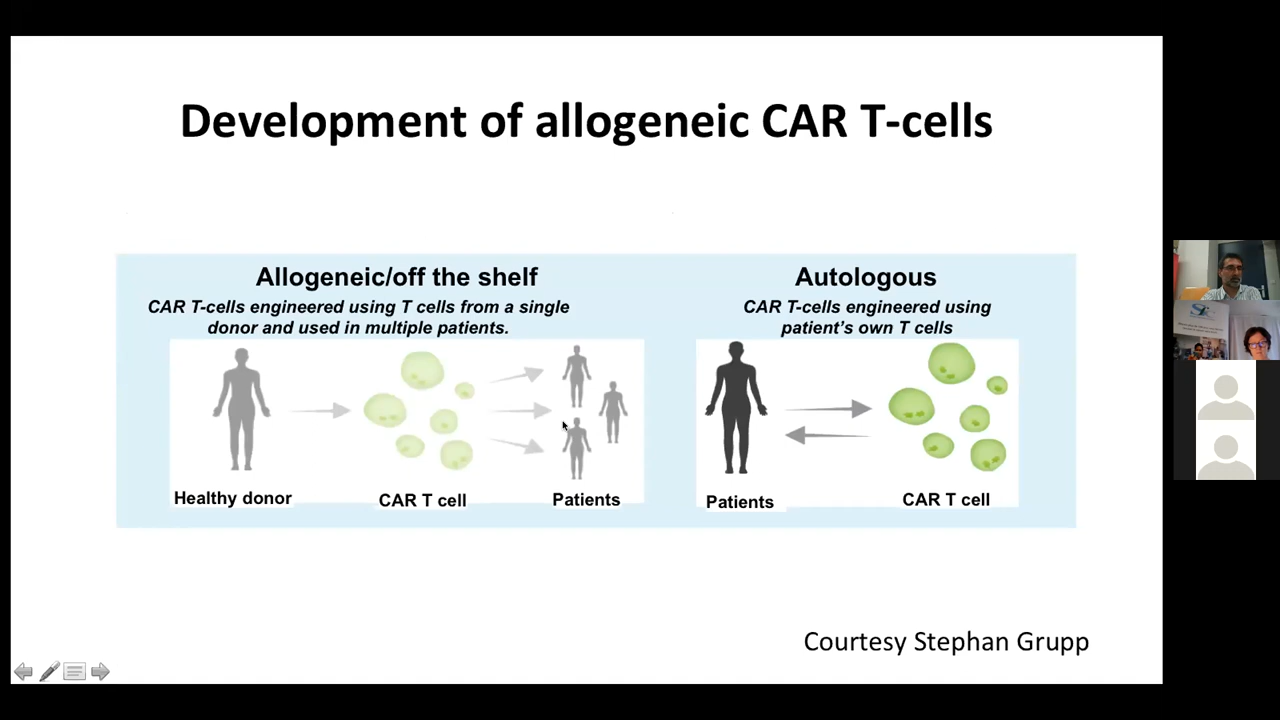 Development of allogeneic CAR T-cells
Allogeneic/off the shelf
CAR T-cells engineered using T cells from a single
donor and used in multiple patients.
Healthy donor
CAR T cell
Patients
Autologous
CAR T-cells engineered using
patient's own T cells
Patients
CAR T cell
Courtesy Stephan Grupp